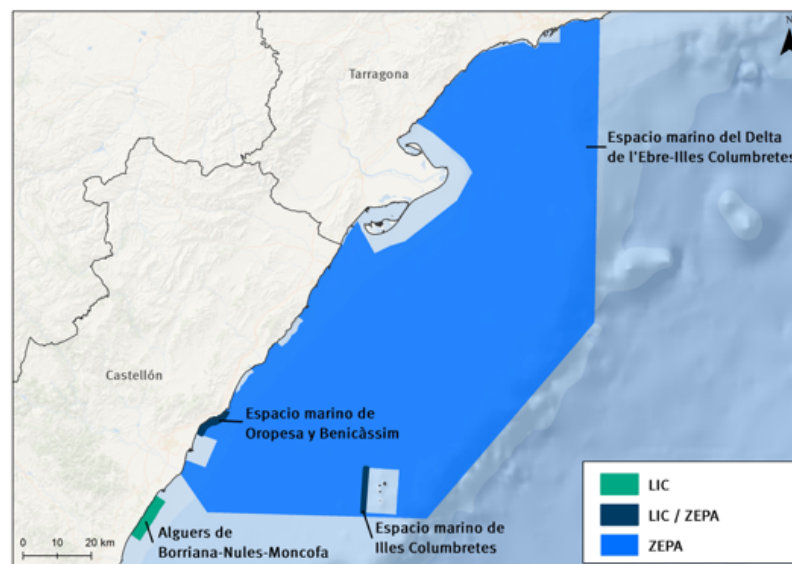 N
Tarragona
Espacio marino del Delta
de l'Ebre-Illes Columbretes
Castellón
Espacio marino de
Oropesa y Benicàssim
Alguers de
Borriana-Nules-Moncofa
Espacio marino de
Illes Columbretes
LIC
LIC / ZEPA
ZEPA
0 10 20 km